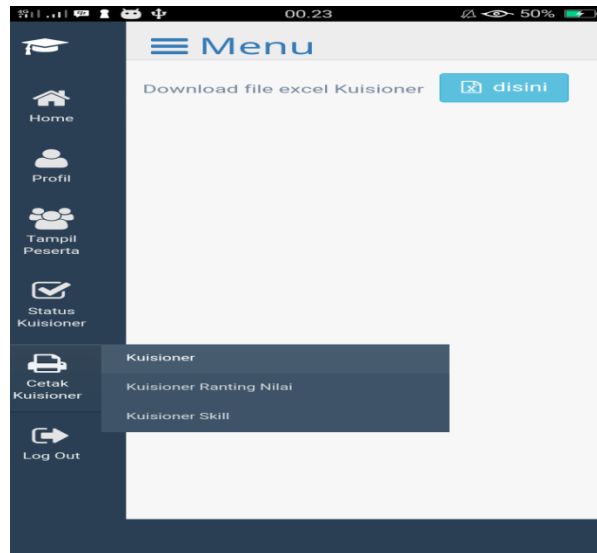 00.23
50%
Menu
Download file excel Kuisioner
disini
Home
Profil
Tampil
Peserta
Status
Kuisioner
Cetak
Kuisioner
Kuisioner
Kuisioner Ranting Nilai
Kuisioner Skill
Log Out